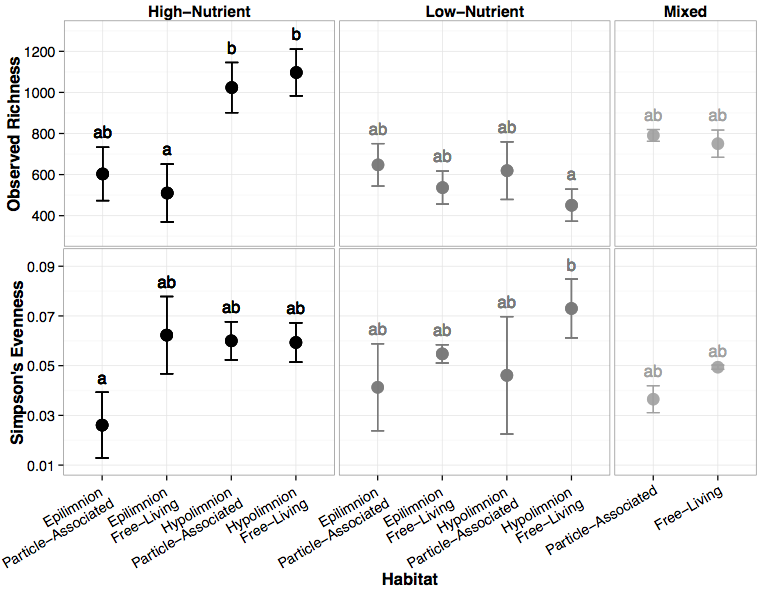 High−Nutrient Low−Nutrient Mixed
Observed Richness
1200
1000
800
600
400
ab a b b
ab ab ab a
ab ab
Simpson's Evenness
0.09
0.07
0.05
0.03
0.01
a ab ab ab
ab ab ab b
ab ab
Epilimnion
Particle−Associated
Epilimnion
Free−Living
Hypolimnion
Particle−Associated
Hypolimnion
Free−Living
Epilimnion
Particle−Associated
Epilimnion
Free−Living
Hypolimnion
Particle−Associated
Hypolimnion
Free−Living
Particle−Associated
Free−Living
Habitat